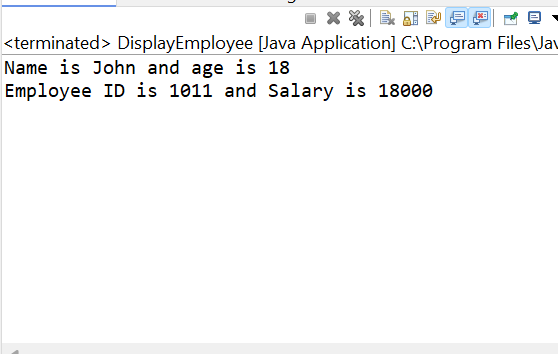 <terminated> DisplayEmployee [Java Application] C:\Program Files\Jav
Name is John and age is 18
Employee ID is 1011 and Salary is 18000